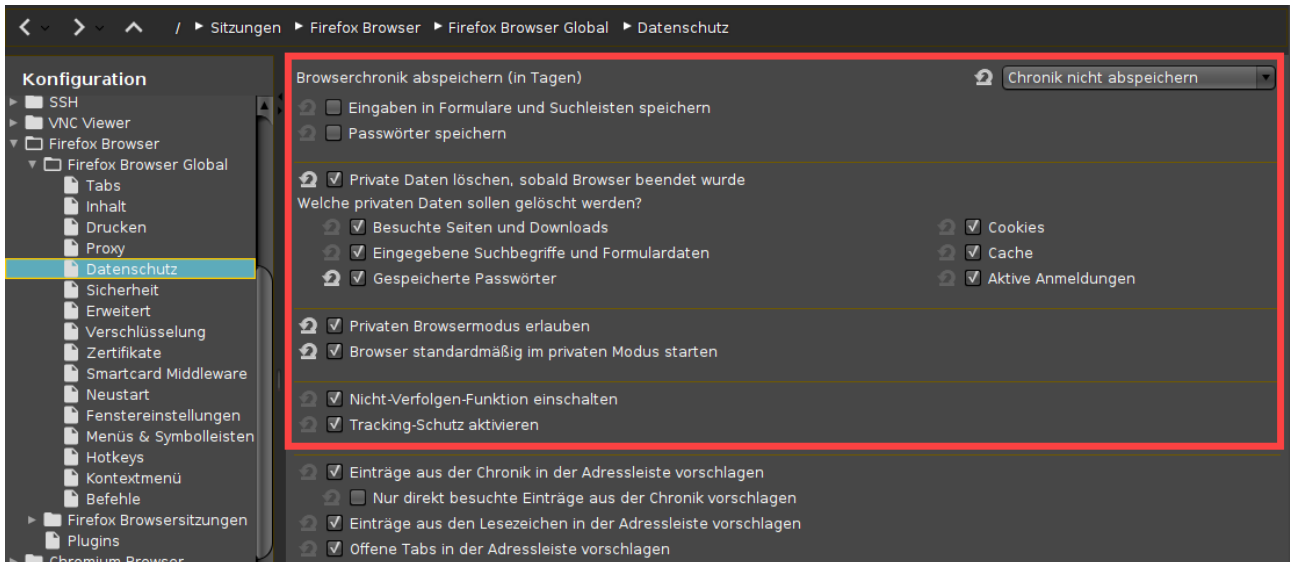 / Sitzungen Firefox Browser Firefox Browser Global Datenschutz
Konfiguration
SSH
VNC Viewer
Firefox Browser
Firefox Browser Global
Tabs
Inhalt
Drucken
Proxy
Datenschutz
Sicherheit
Erweitert
Verschlüsselung
Zertifikate
Smartcard Middleware
Neustart
Fenstereinstellungen
Menüs & Symbolleisten
Hotkeys
Kontextmenü
Befehle
Firefox Browsersitzungen
Plugins
Chromium Browser
Browserchronik abspeichern (in Tagen) Chronik nicht abspeichern
Eingaben in Formulare und Suchleisten speichern
Passwörter speichern
Private Daten löschen, sobald Browser beendet wurde
Welche privaten Daten sollen gelöscht werden?
Besuchte Seiten und Downloads Cookies
Eingegebene Suchbegriffe und Formulardaten Cache
Gespeicherte Passwörter Aktive Anmeldungen
Privaten Browsermodus erlauben
Browser standardmäßig im privaten Modus starten
Nicht-Verfolgen-Funktion einschalten
Tracking-Schutz aktivieren
Einträge aus der Chronik in der Adressleiste vorschlagen
Nur direkt besuchte Einträge aus der Chronik vorschlagen
Einträge aus den Lesezeichen in der Adressleiste vorschlagen
Offene Tabs in der Adressleiste vorschlagen